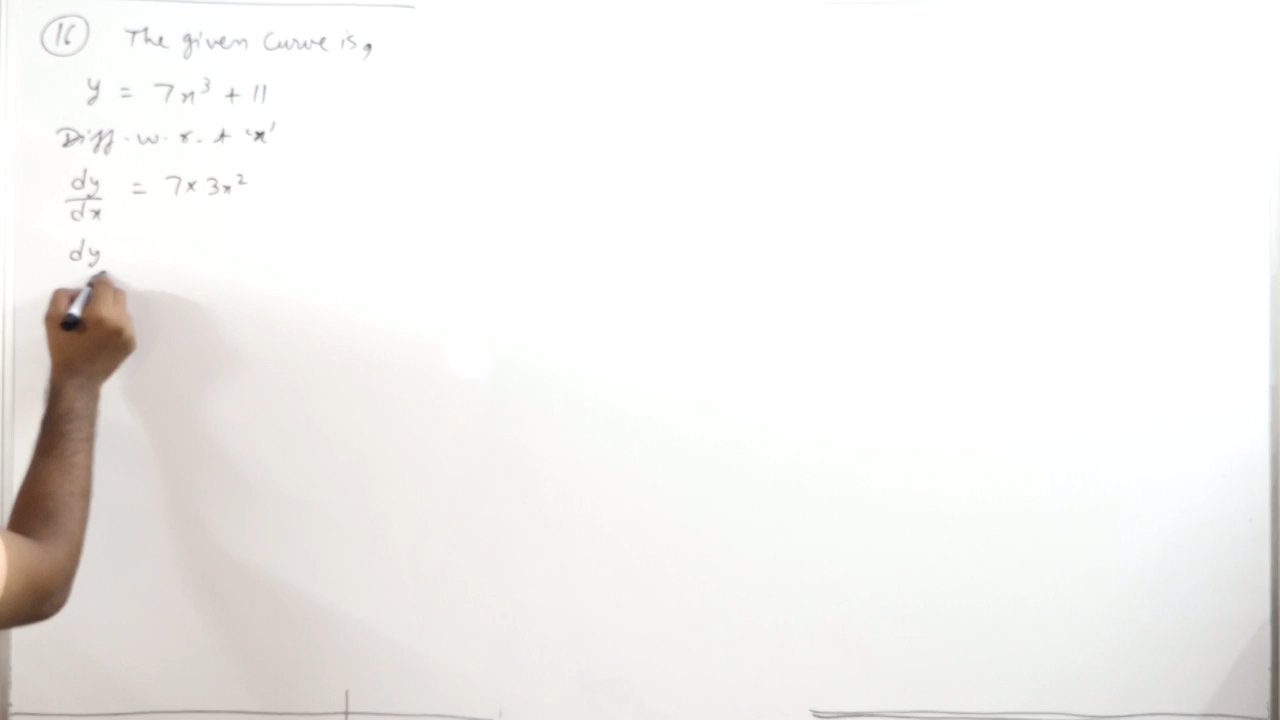 16 The given curve is,
y = 7x³ + 11
Diff. w. r. t 'x'
dy/dx = 7 × 3x²
dy